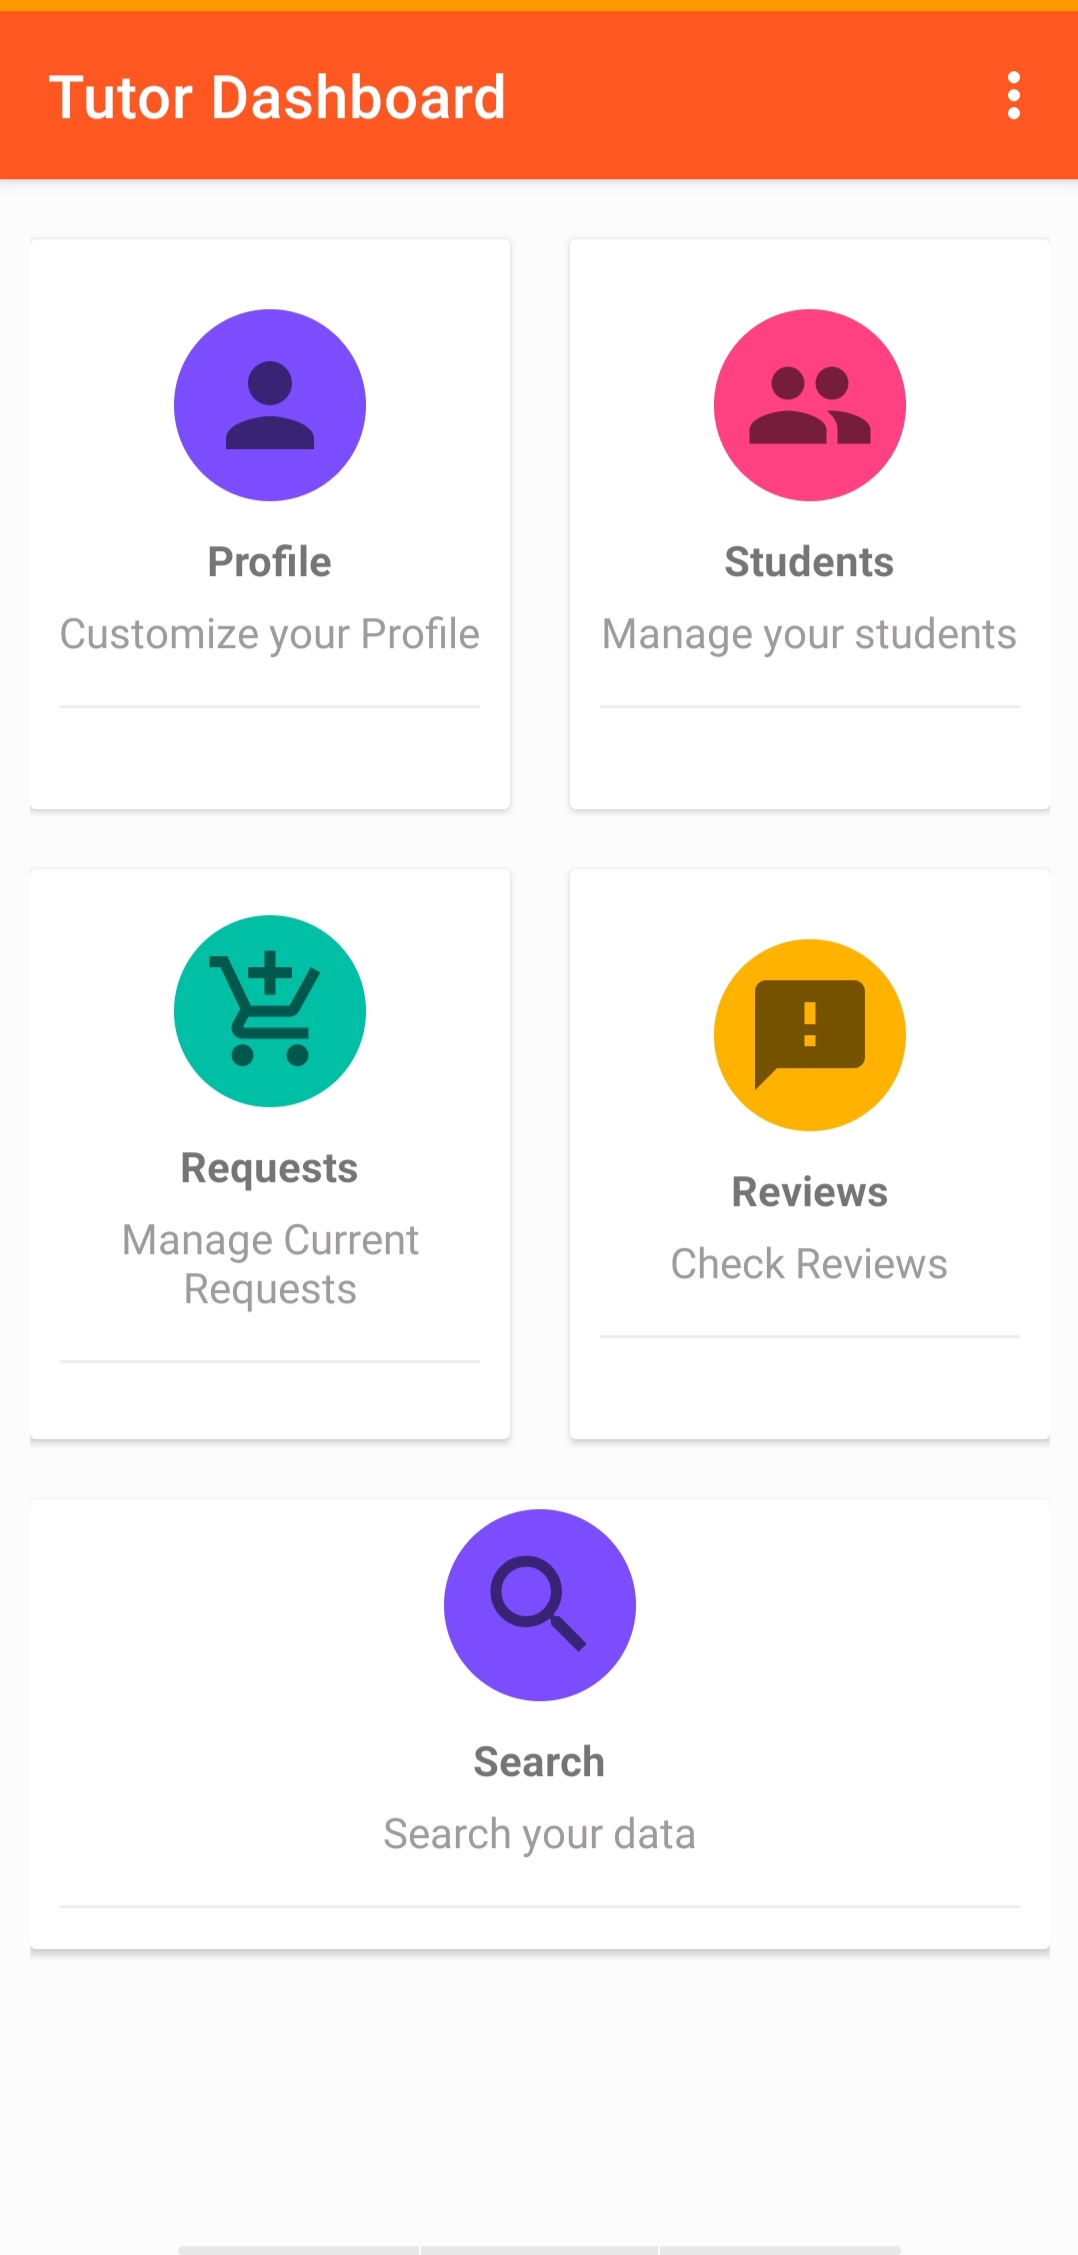 Tutor Dashboard
Profile
Customize your Profile
Students
Manage your students
Requests
Manage Current
Requests
Reviews
Check Reviews
Search
Search your data